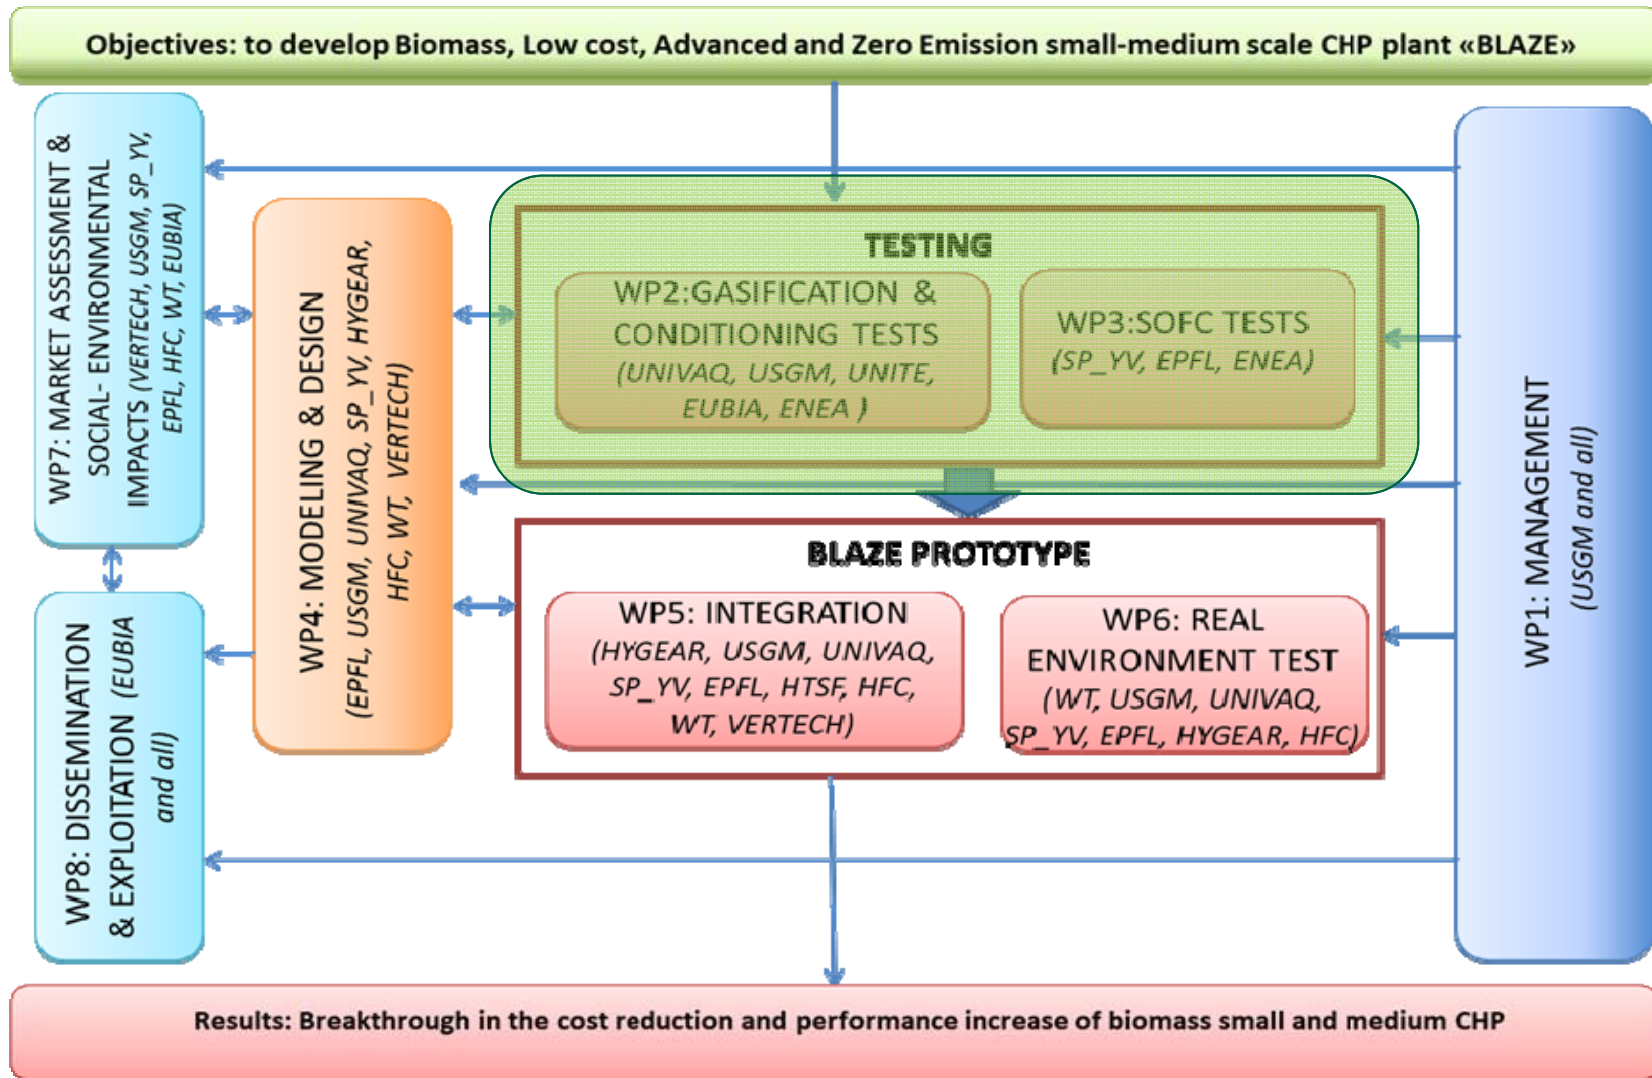 Objectives: to develop Biomass, Low cost, Advanced and Zero Emission small-medium scale CHP plant «BLAZE»
WP7: MARKET ASSESSMENT &
SOCIAL- ENVIRONMENTAL
IMPACTS (VERTECH, USGM, SP_YV,
EPFL, HFC, WT, EUBIA)
WP8: DISSEMINATION
& EXPLOITATION (EUBIA
and all)
WP4: MODELING & DESIGN
(EPFL, USGM, UNIVAQ, SP_YV, HYGEAR,
HFC, WT, VERTECH)
TESTING
WP2:GASIFICATION &
CONDITIONING TESTS
(UNIVAQ, USGM, UNITE,
EUBIA, ENEA )
WP3:SOFC TESTS
(SP_YV, EPFL, ENEA)
BLAZE PROTOTYPE
WP5: INTEGRATION
(HYGEAR, USGM, UNIVAQ,
SP_YV, EPFL, HTSF, HFC,
WT, VERTECH)
WP6: REAL
ENVIRONMENT TEST
(WT, USGM, UNIVAQ,
SP_YV, EPFL, HYGEAR, HFC)
WP1: MANAGEMENT
(USGM and all)
Results: Breakthrough in the cost reduction and performance increase of biomass small and medium CHP